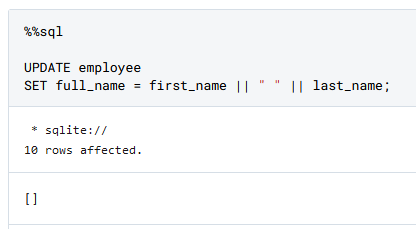 %%sql
UPDATE employee
SET full_name = first_name || " " || last_name;
* sqlite://
10 rows affected.
[]